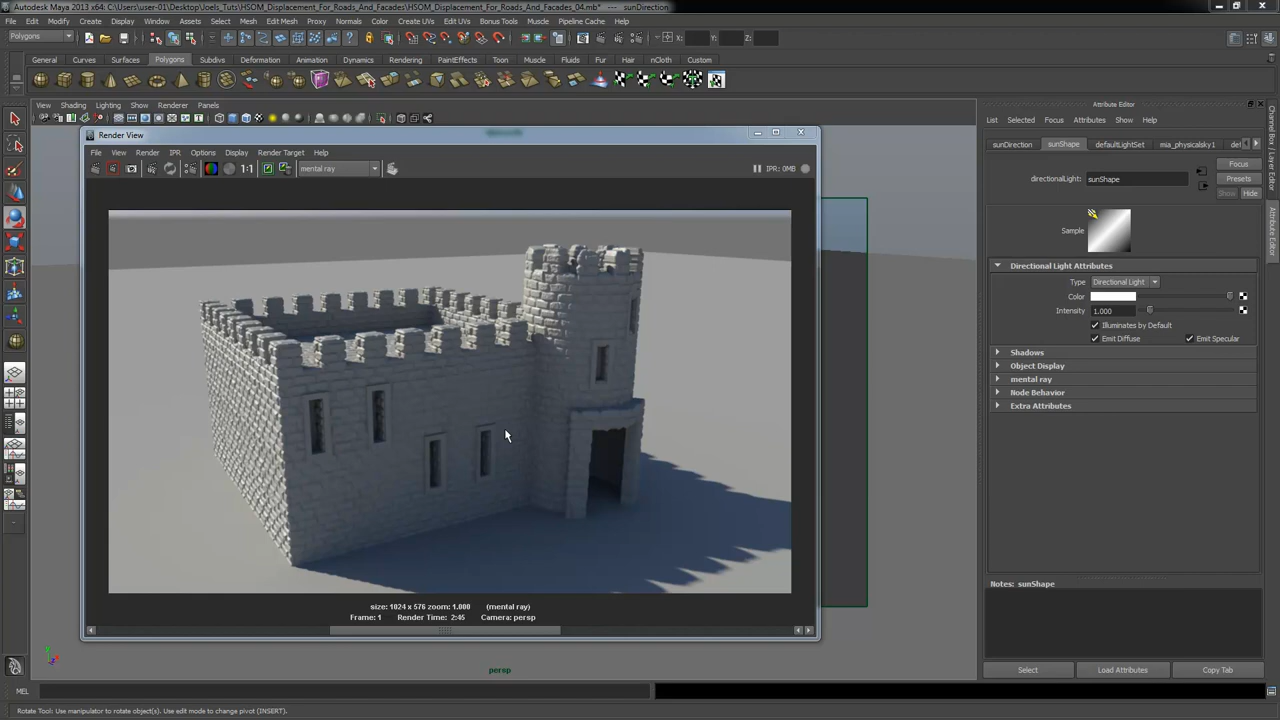 Autodesk Maya 2013 x64: C:\Users\user-01\Desktop\Joels_Tuts\HSOM_Displacement_For_Roads_And_Facades\HSOM_Displacement_For_Roads_And_Facades_04.mb* --- sunDirection
File Edit Modify Create Display Window Assets Select Mesh Edit Mesh Proxy Normals Color Create UVs Edit UVs Bonus Tools Muscle Pipeline Cache Help
Polygons X: Y: Z:
General Curves Surfaces Polygons Subdivs Deformation Animation Dynamics Rendering PaintEffects Toon Muscle Fluids Fur Hair nCloth Custom
View Shading Lighting Show Renderer Panels
Render View
File View Render IPR Options Display Render Target Help
1:1 mental ray IPR: 0MB
size: 1024 x 576 zoom: 1.000 (mental ray)
Frame: 1 Render Time: 2:45 Camera: persp
persp
Attribute Editor
List Selected Focus Attributes Show Help
sunDirection sunShape defaultLightSet mia_physicalsky1 def
Focus
directionalLight: sunShape Presets
Show Hide
Sample
Directional Light Attributes
Type Directional Light
Color
Intensity 1.000
Illuminates by Default
Emit Diffuse Emit Specular
Shadows
Object Display
mental ray
Node Behavior
Extra Attributes
Notes: sunShape
Select Load Attributes Copy Tab
Channel Box / Layer Editor
Attribute Editor
MEL
Rotate Tool: Use manipulator to rotate object(s). Use edit mode to change pivot (INSERT).